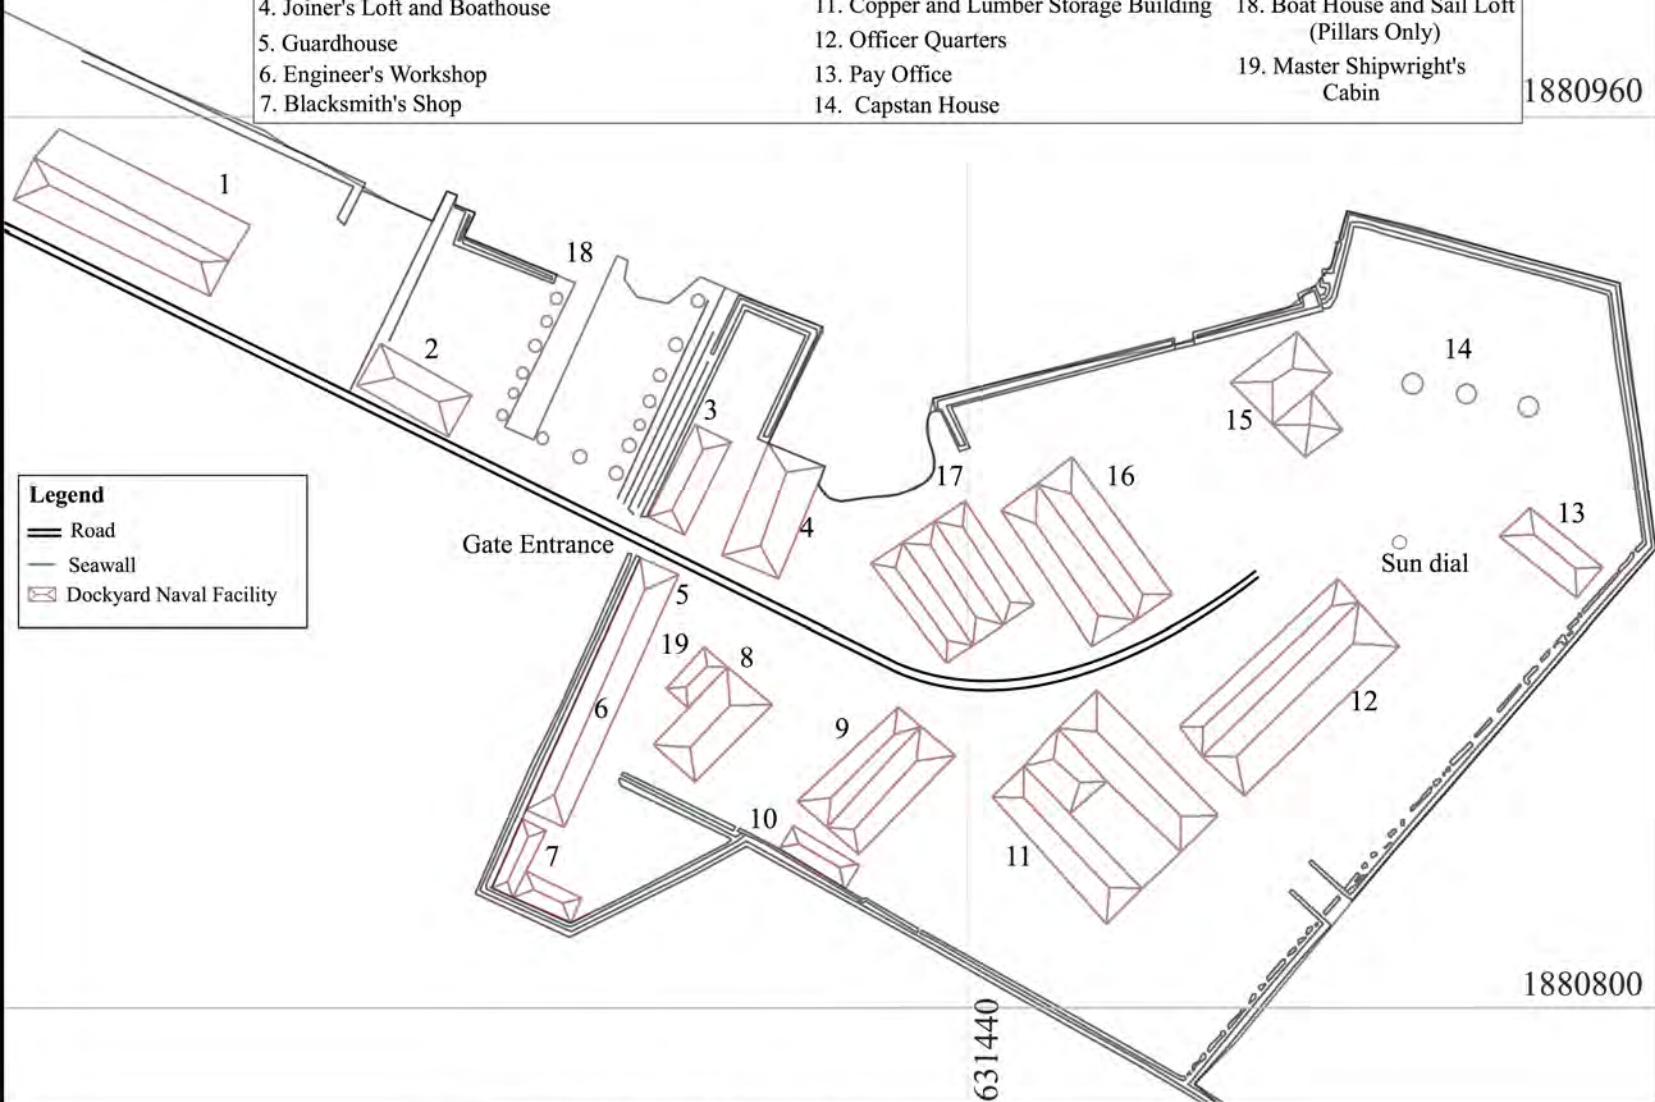 4. Joiner's Loft and Boathouse
5. Guardhouse
6. Engineer's Workshop
7. Blacksmith's Shop
11. Copper and Lumber Storage Building
12. Officer Quarters
13. Pay Office
14. Capstan House
18. Boat House and Sail Loft
(Pillars Only)
19. Master Shipwright's
Cabin
1880960
1
18
2
3
4
17
16
15
14
13
Sun dial
Legend
Road
Seawall
Dockyard Naval Facility
Gate Entrance
5
19
8
6
9
12
10
7
11
1880800
631440